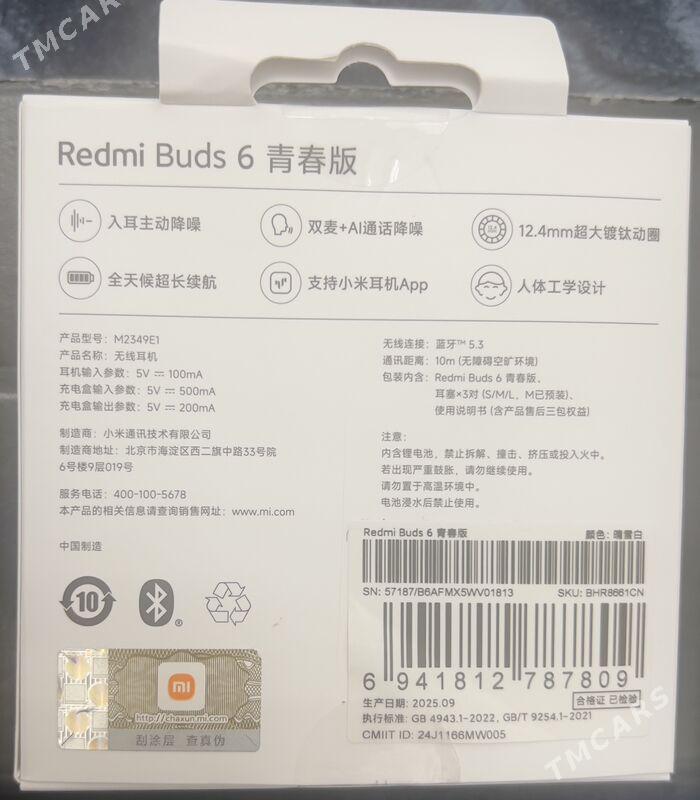 TMCARS
Redmi Buds 6 青春版
入耳主动降噪
双麦+AI通话降噪
12.4mm超大镀钛动圈
全天候超长续航
支持小米耳机App
人体工学设计
产品型号：M2349E1
产品名称：无线耳机
耳机输入参数：5V ⎓ 100mA
充电盒输入参数：5V ⎓ 500mA
充电盒输出参数：5V ⎓ 200mA
制造商：小米通讯技术有限公司
制造商地址：北京市海淀区西二旗中路33号院
6号楼9层019号
服务电话：400-100-5678
本产品的相关信息请查询销售网址：www.mi.com
中国制造
无线连接：蓝牙™ 5.3
通讯距离：10m (无障碍空旷环境)
包装内含：Redmi Buds 6 青春版、
耳塞×3对 (S/M/L，M已预装)、
使用说明书 (含产品售后三包权益)
注意：
内含锂电池，禁止拆解、撞击、挤压或投入火中。
若出现严重鼓胀，请勿继续使用。
请勿置于高温环境中。
电池浸水后禁止使用。
10
®
mi
http://chaxun.mi.com
刮涂层 查真伪
Redmi Buds 6 青春版
颜色：晴雪白
SN: 57187/B6AFMX5WV01813
SKU: BHR8661CN
6 941812 787809
生产日期: 2025.09
合格证 已检验
执行标准: GB 4943.1-2022, GB/T 9254.1-2021
CMIIT ID: 24J1166MW005
TMCARS